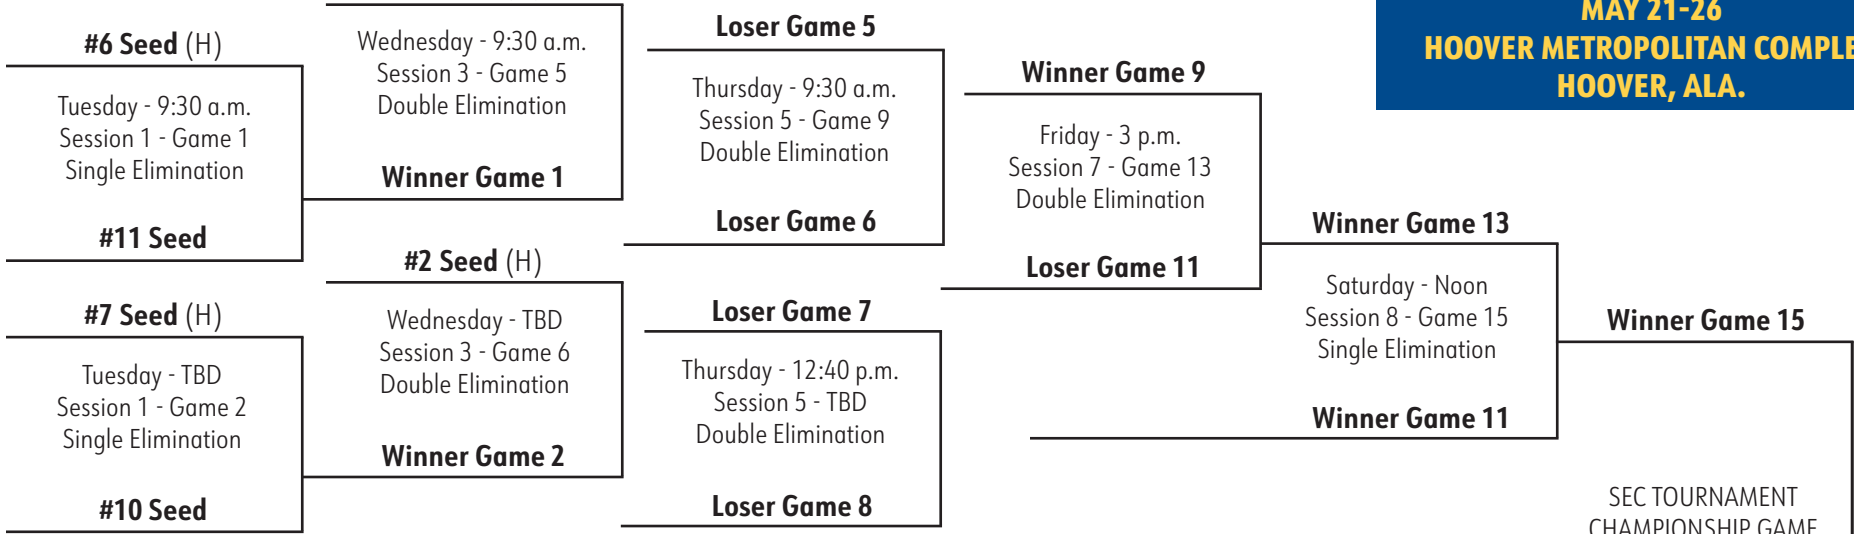 #6 Seed (H)
Tuesday - 9:30 a.m.
Session 1 - Game 1
Single Elimination
#11 Seed
#7 Seed (H)
Tuesday - TBD
Session 1 - Game 2
Single Elimination
#10 Seed
Wednesday - 9:30 a.m.
Session 3 - Game 5
Double Elimination
Winner Game 1
#2 Seed (H)
Wednesday - TBD
Session 3 - Game 6
Double Elimination
Winner Game 2
Loser Game 5
Thursday - 9:30 a.m.
Session 5 - Game 9
Double Elimination
Loser Game 6
Loser Game 7
Thursday - 12:40 p.m.
Session 5 - TBD
Double Elimination
Loser Game 8
Winner Game 9
Friday - 3 p.m.
Session 7 - Game 13
Double Elimination
Loser Game 11
Winner Game 13
Saturday - Noon
Session 8 - Game 15
Single Elimination
Winner Game 11
MAY 21-26
HOOVER METROPOLITAN COMPLE
HOOVER, ALA.
Winner Game 15
SEC TOURNAMENT
CHAMPIONSHIP GAME